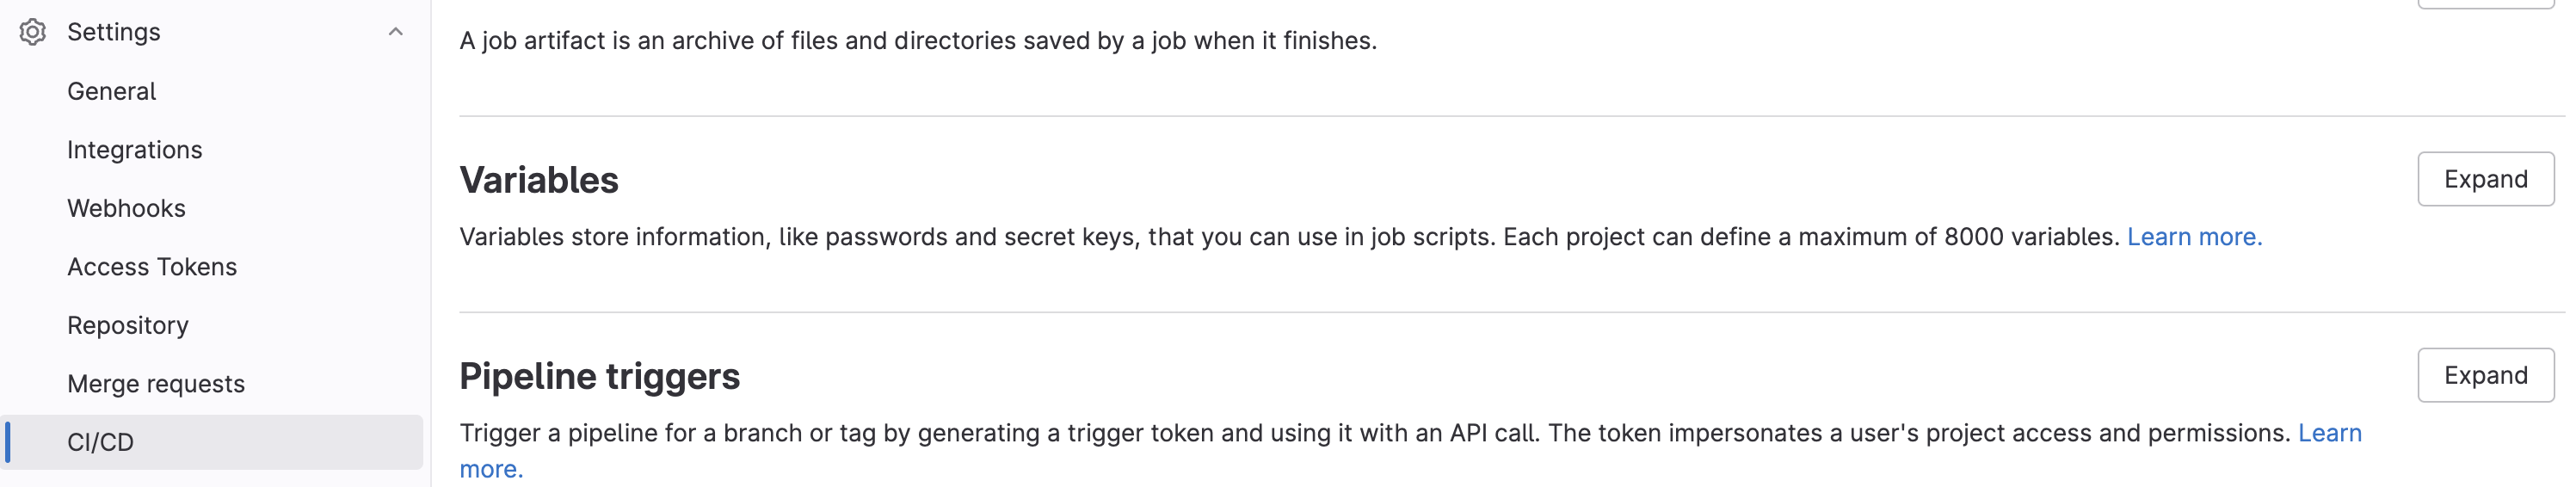 Settings
General
Integrations
Webhooks
Access Tokens
Repository
Merge requests
CI/CD
A job artifact is an archive of files and directories saved by a job when it finishes.
Variables
Expand
Variables store information, like passwords and secret keys, that you can use in job scripts. Each project can define a maximum of 8000 variables. Learn more.
Pipeline triggers
Expand
Trigger a pipeline for a branch or tag by generating a trigger token and using it with an API call. The token impersonates a user's project access and permissions. Learn
more.